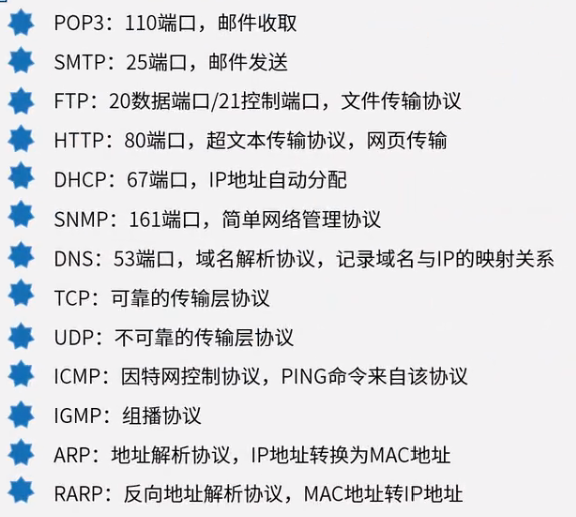 POP3：110端口，邮件收取
SMTP：25端口，邮件发送
FTP：20数据端口/21控制端口，文件传输协议
HTTP：80端口，超文本传输协议，网页传输
DHCP：67端口，IP地址自动分配
SNMP：161端口，简单网络管理协议
DNS：53端口，域名解析协议，记录域名与IP的映射关系
TCP：可靠的传输层协议
UDP：不可靠的传输层协议
ICMP：因特网控制协议，PING命令来自该协议
IGMP：组播协议
ARP：地址解析协议，IP地址转换为MAC地址
RARP：反向地址解析协议，MAC地址转IP地址